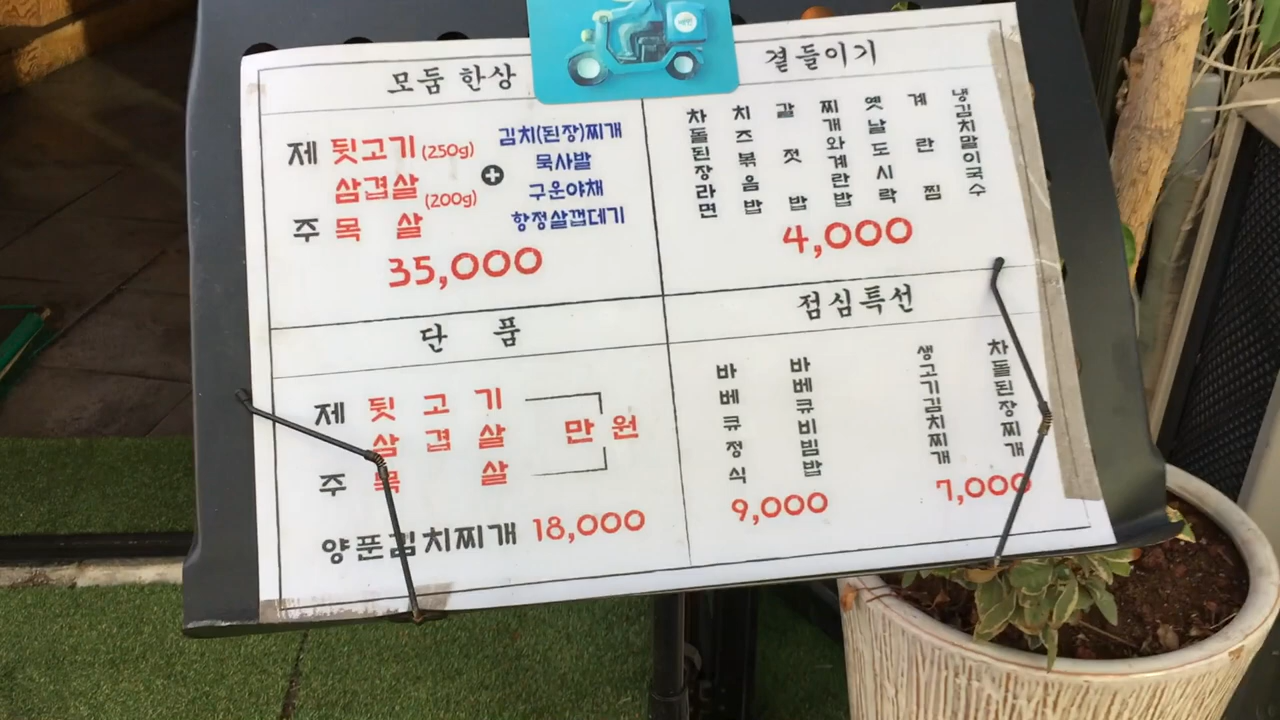 모둠 한상
제 뒷고기 (250g)
삼겹살 (200g)
주 목 살
김치(된장)찌개
묵사발
구운야채
항정살껍데기
35,000
곁들이기
차돌된장라면
치즈볶음밥
갈젓밥
찌개와계란밥
옛날도시락
계란찜
냉김치말이국수
4,000
단 품
제 뒷 고 기
삼 겹 살
주 목 살
만 원
양푼김치찌개 18,000
점심특선
바베큐정식
바베큐비빔밥
9,000
생고기김치찌개
차돌된장찌개
7,000